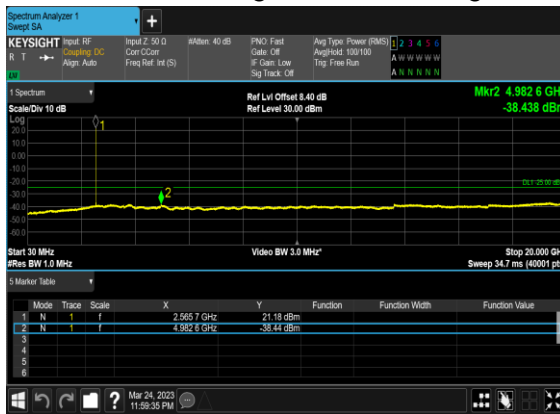 Spectrum Analyzer 1
Swept SA
+
KEYSIGHT
R T
Input: RF
Coupling: DC
Align: Auto
Input Z: 50 Ω
Corr CCorr
Freq Ref: Int (S)
#Atten: 40 dB
PNO: Fast
Gate: Off
IF Gain: Low
Sig Track: Off
Avg Type: Power (RMS)
Avg|Hold: 100/100
Trig: Free Run
1 2 3 4 5 6
A W W W W W
A N N N N N
1 Spectrum
Scale/Div 10 dB
Ref Lvl Offset 8.40 dB
Ref Level 30.00 dBm
Mkr2 4.982 6 GH
-38.438 dBr
Log
20.0
10.0
0.00
-10.0
-20.0
-30.0
-40.0
-50.0
-60.0
1
2
DL1 -25.00 dB
Start 30 MHz
#Res BW 1.0 MHz
Video BW 3.0 MHz*
Stop 20.000 GH
Sweep 34.7 ms (40001 pt
5 Marker Table
Mode Trace Scale X Y Function Function Width Function Value
1 N 1 f 2.565 7 GHz 21.18 dBm
2 N 1 f 4.982 6 GHz -38.44 dBm
3
4
5
6
?
Mar 24, 2023
11:59:35 PM